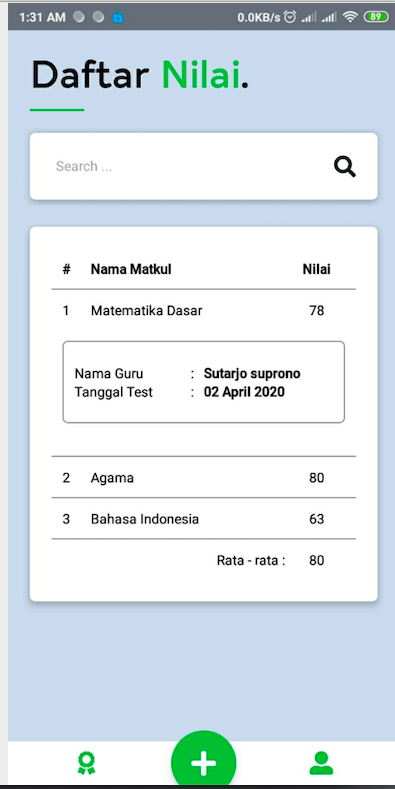 1:31 AM 0.0KB/s 89
Daftar Nilai.
Search ...
# Nama Matkul Nilai
1 Matematika Dasar 78
Nama Guru : Sutarjo suprono
Tanggal Test : 02 April 2020
2 Agama 80
3 Bahasa Indonesia 63
Rata - rata : 80